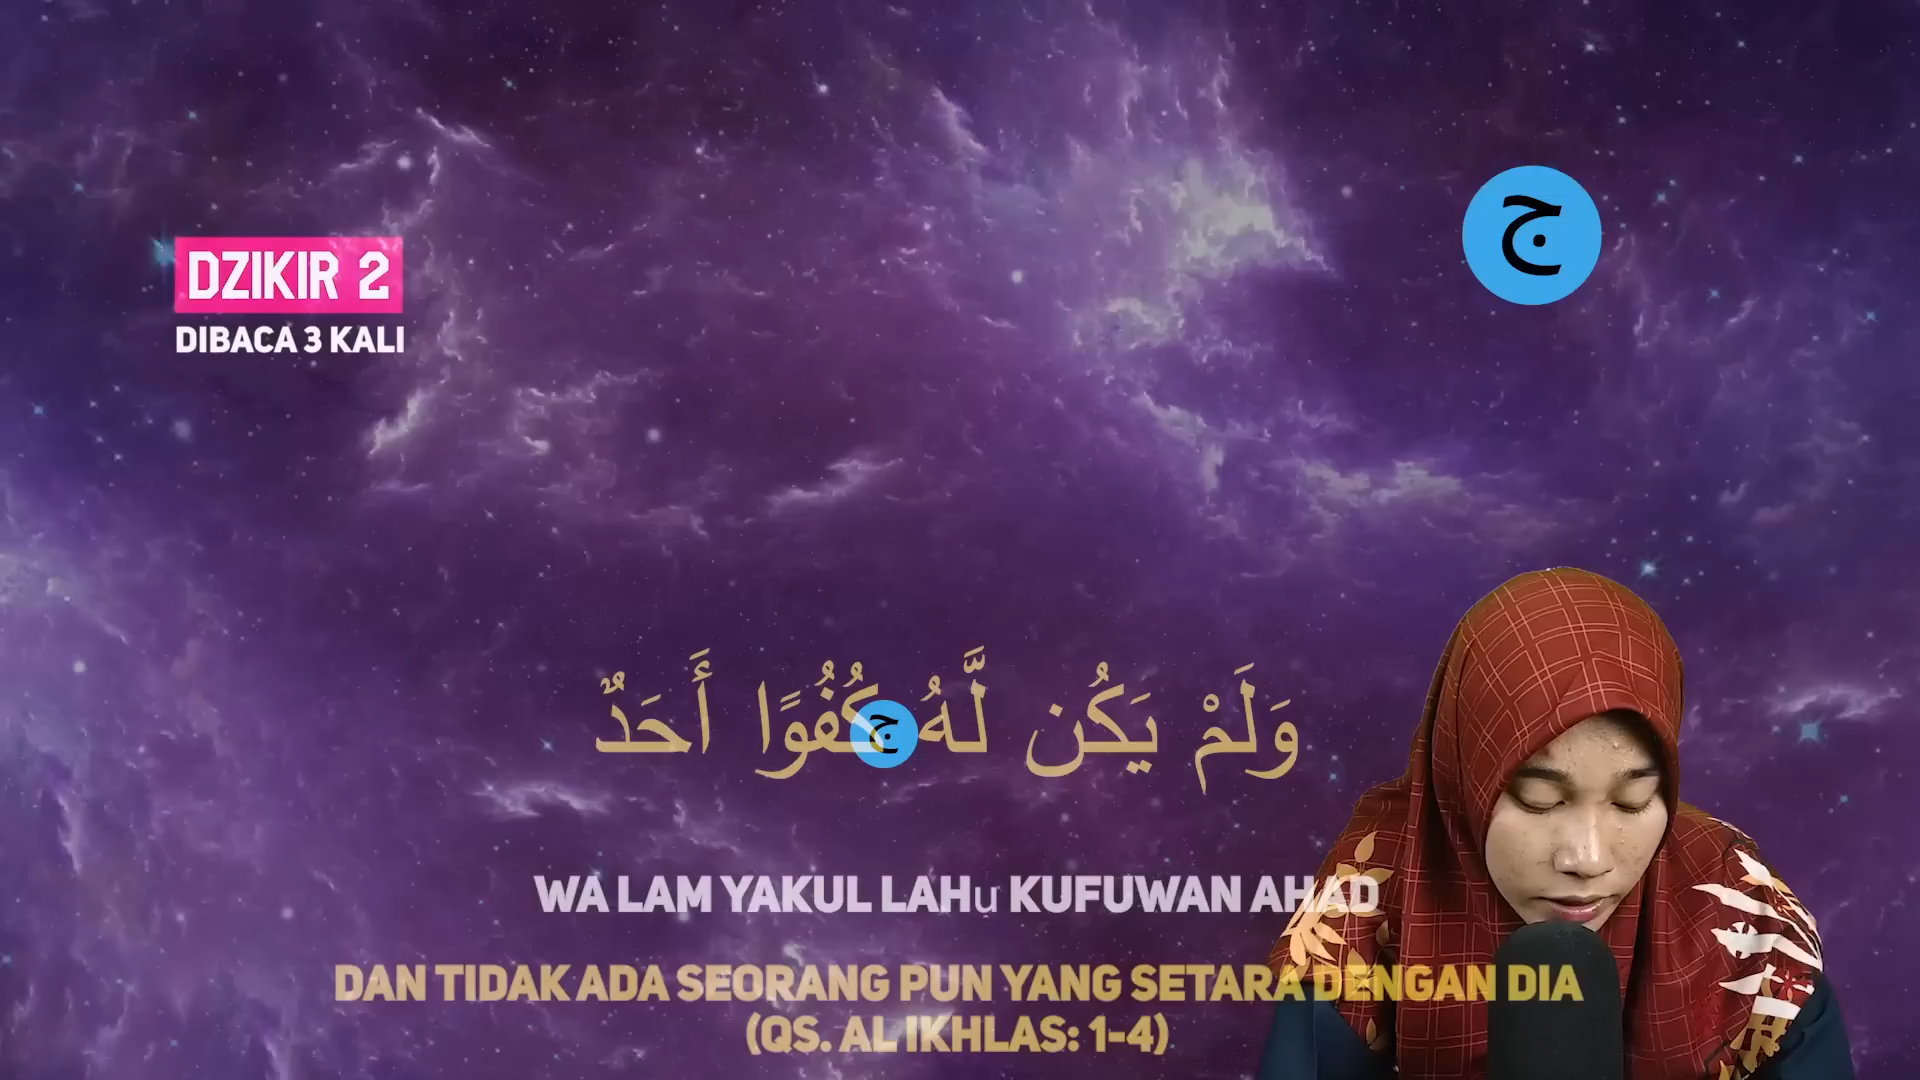 ج
DZIKIR 2
DIBACA 3 KALI
وَلَمْ يَكُن لَّهُ كُفُوًا أَحَدٌ
ج
WA LAM YAKUL LAHụ KUFUWAN AHAD
DAN TIDAK ADA SEORANG PUN YANG SETARA DENGAN DIA
(QS. AL IKHLAS: 1-4)